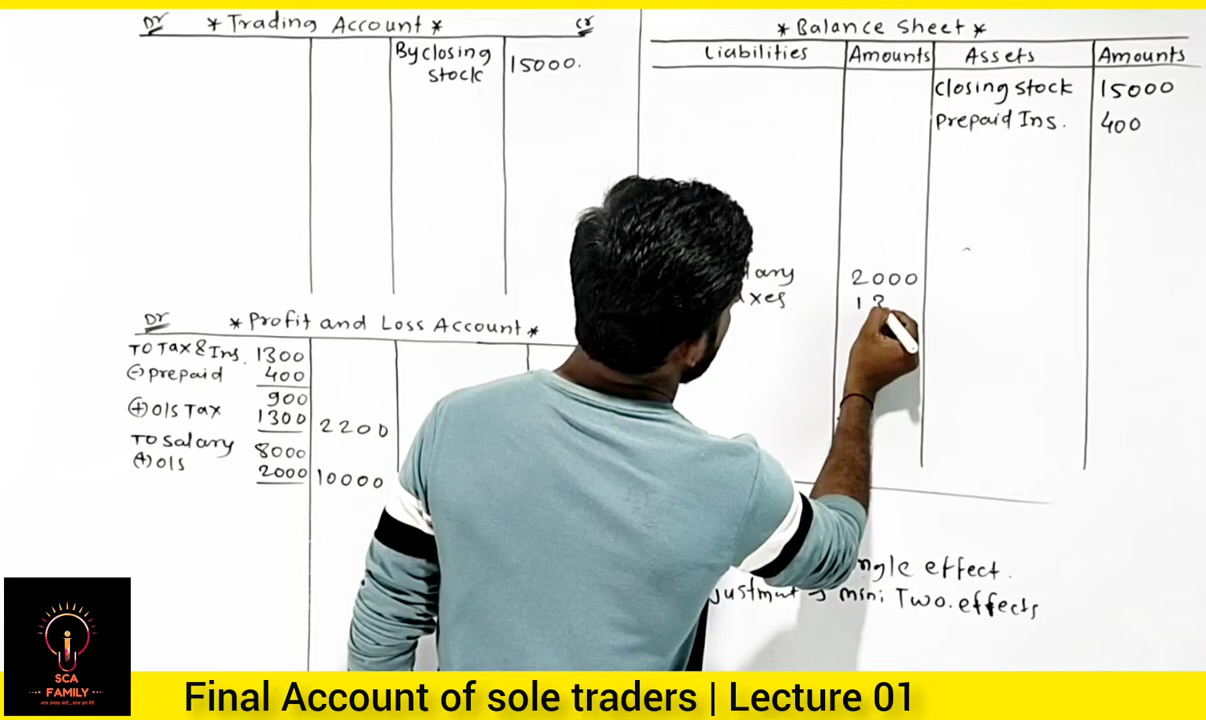 Dr * Trading Account * Cr
By closing
stock 15000.
* Balance Sheet *
Liabilities Amounts Assets Amounts
closing stock 15000
Prepaid Ins. 400
2000
Dr * Profit and Loss Account *
To Tax & Ins. 1300
(-) prepaid 400
900
(+) o/s Tax 1300 2200
To salary 8000
(+) o/s 2000 10000
effect.
mini Two effects
SCA
FAMILY
Final Account of sole traders | Lecture 01